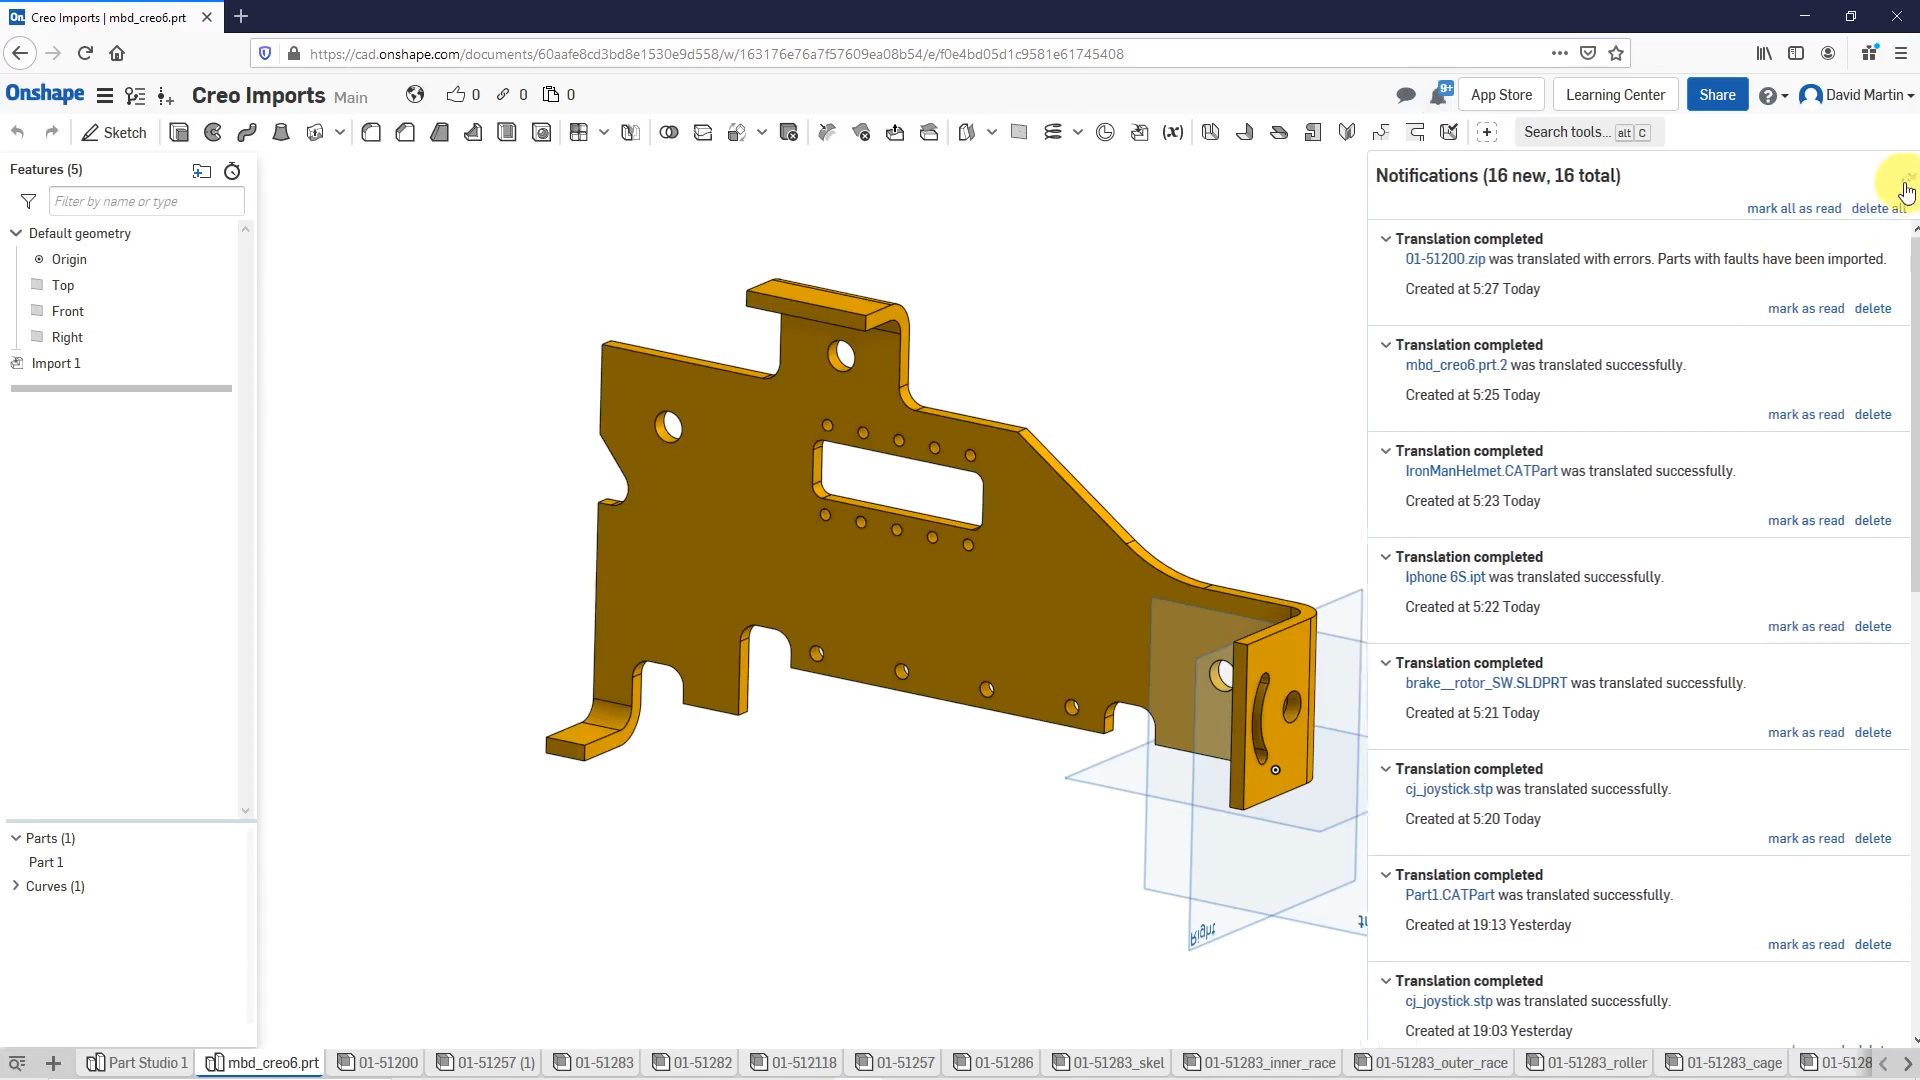 Creo Imports | mbd_creo6.prt
https://cad.onshape.com/documents/60aafe8cd3bd8e1530e9d558/w/163176e76a7f57609ea08b54/e/f0e4bd05d1c9581e61745408
Onshape Creo Imports Main 0 0 0 9+ App Store Learning Center Share David Martin
Sketch Search tools... alt C
Features (5)
Filter by name or type
Default geometry
Origin
Top
Front
Right
Import 1
Parts (1)
Part 1
Curves (1)
Right
Notifications (16 new, 16 total)
mark all as read delete all
Translation completed
01-51200.zip was translated with errors. Parts with faults have been imported.
Created at 5:27 Today
mark as read delete
Translation completed
mbd_creo6.prt.2 was translated successfully.
Created at 5:25 Today
mark as read delete
Translation completed
IronManHelmet.CATPart was translated successfully.
Created at 5:23 Today
mark as read delete
Translation completed
Iphone 6S.ipt was translated successfully.
Created at 5:22 Today
mark as read delete
Translation completed
brake__rotor_SW.SLDPRT was translated successfully.
Created at 5:21 Today
mark as read delete
Translation completed
cj_joystick.stp was translated successfully.
Created at 5:20 Today
mark as read delete
Translation completed
Part1.CATPart was translated successfully.
Created at 19:13 Yesterday
mark as read delete
Translation completed
cj_joystick.stp was translated successfully.
Created at 19:03 Yesterday
Part Studio 1 mbd_creo6.prt 01-51200 01-51257 (1) 01-51283 01-51282 01-512118 01-51257 01-51286 01-51283_skel 01-51283_inner_race 01-51283_outer_race 01-51283_roller 01-51283_cage 01-5128